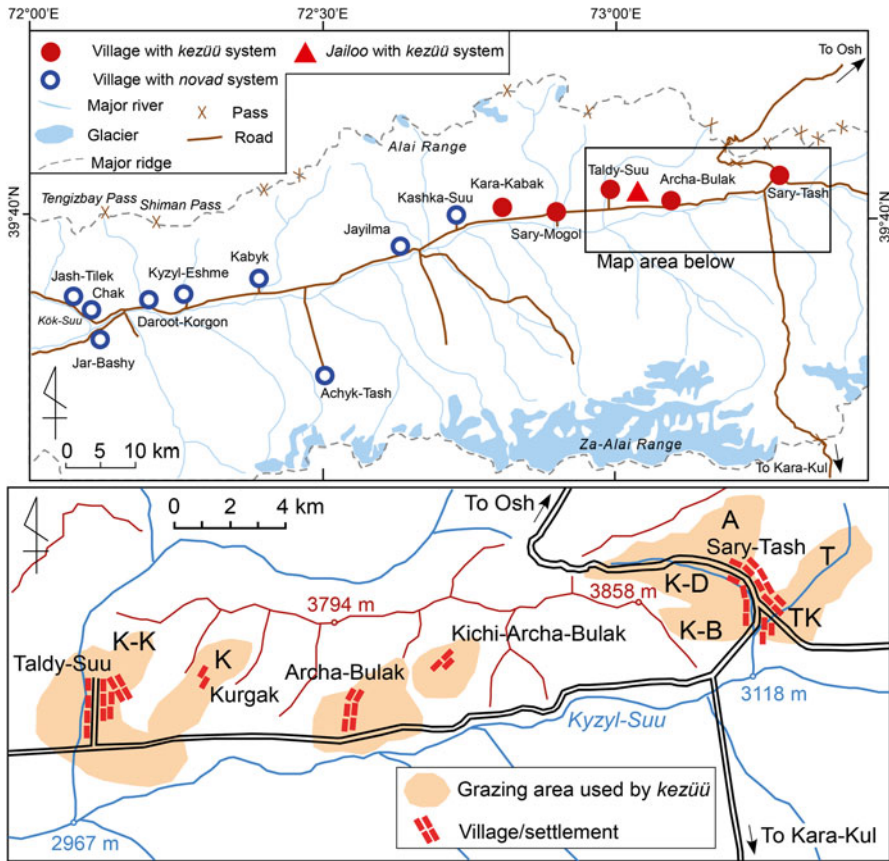 72°00'E
72°30'
73°00'
Village with kezüü system
Jailoo with kezüü system
Village with novad system
Major river
Pass
Glacier
Road
Major ridge
To Osh
Alai Range
Tengizbay Pass
Shiman Pass
39°40'N
39°40'N
Taldy-Suu
Archa-Bulak
Kara-Kabak
Kashka-Suu
Sary-Tash
Sary-Mogol
Jayilma
Map area below
Kabyk
Kyzyl-Eshme
Jash-Tilek
Chak
Kök-Suu
Daroot-Korgon
Jar-Bashy
Achyk-Tash
0 5 10 km
Za-Alai Range
To Kara-Kul
0 2 4 km
To Osh
A
Sary-Tash
T
K-D
3794 m
3858 m
TK
K-B
K-K
Kichi-Archa-Bulak
Taldy-Suu
K
Archa-Bulak
Kurgak
3118 m
Kyzyl-Suu
Grazing area used by kezüü
Village/settlement
2967 m
To Kara-Kul